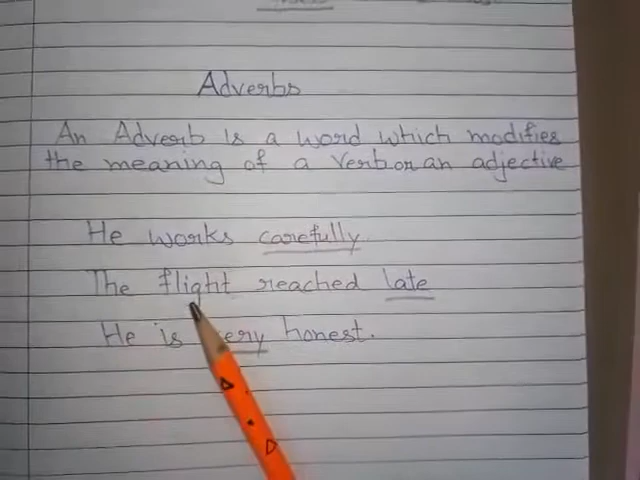 Adverbs
An Adverb is a word which modifies
the meaning of a Verb or an adjective
He works carefully
The flight reached late
He is very honest.